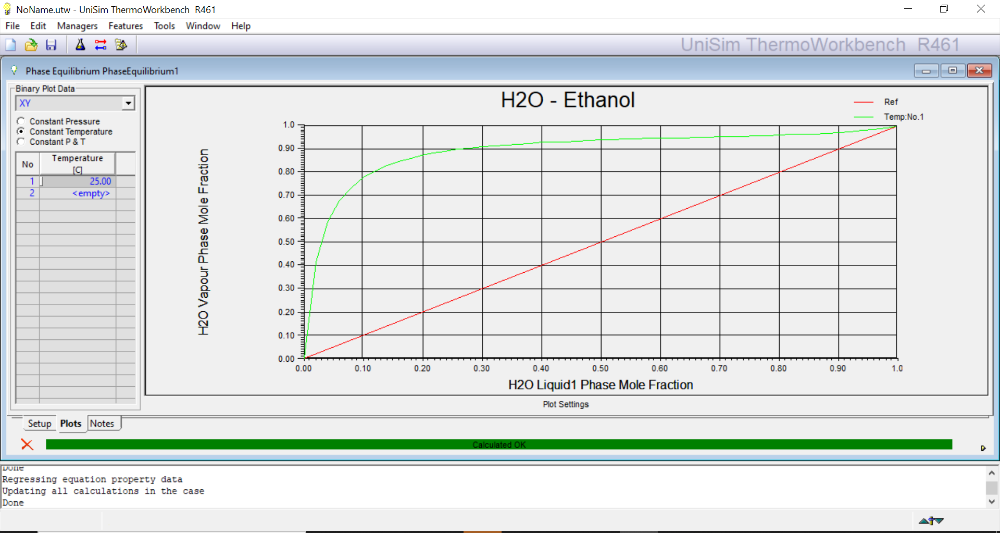 NoName.utw - UniSim ThermoWorkbench R461
File Edit Managers Features Tools Window Help
UniSim ThermoWorkbench R461
Phase Equilibrium PhaseEquilibrium1
Binary Plot Data
XY
Constant Pressure
Constant Temperature
Constant P & T
No Temperature [C]
1 25.00
2 <empty>
H2O - Ethanol
Ref
Temp:No.1
H2O Vapour Phase Mole Fraction
1.0
0.90
0.80
0.70
0.60
0.50
0.40
0.30
0.20
0.10
0.00
0.00 0.10 0.20 0.30 0.40 0.50 0.60 0.70 0.80 0.90 1.0
H2O Liquid1 Phase Mole Fraction
Plot Settings
Setup Plots Notes
Calculated OK
Done
Regressing equation property data
Updating all calculations in the case
Done